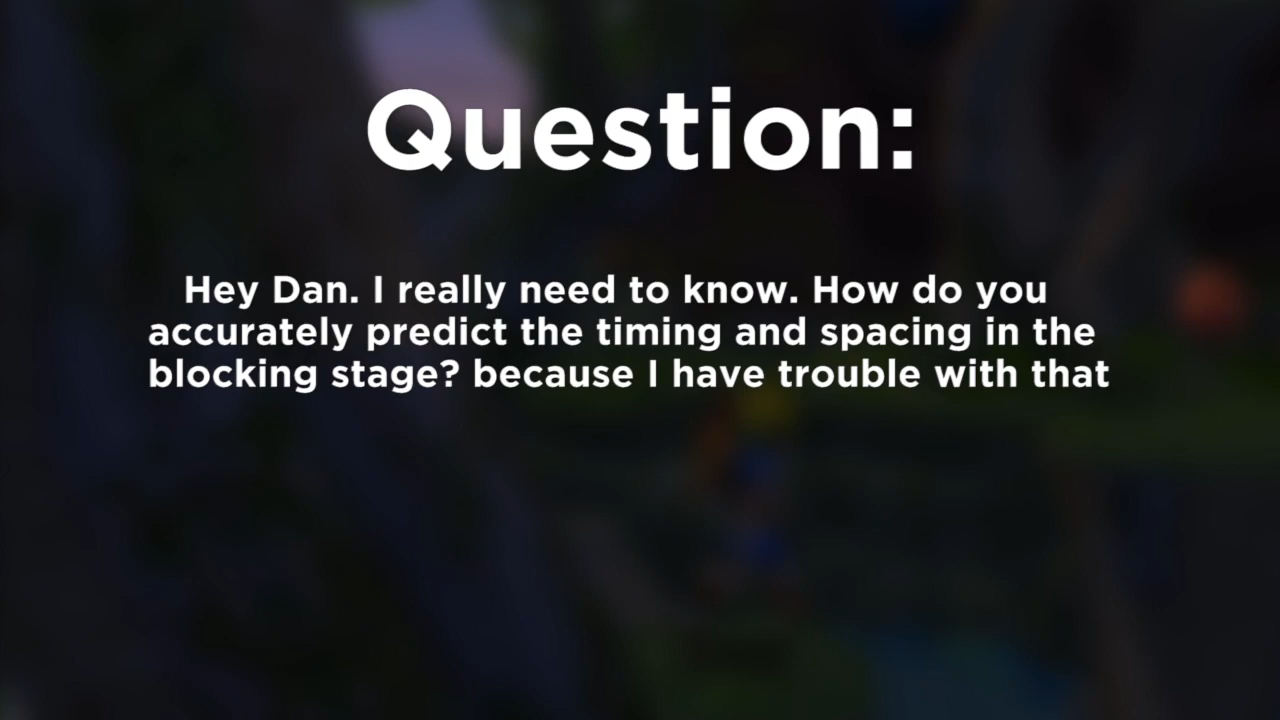 Question:
Hey Dan. I really need to know. How do you
accurately predict the timing and spacing in the
blocking stage? because I have trouble with that